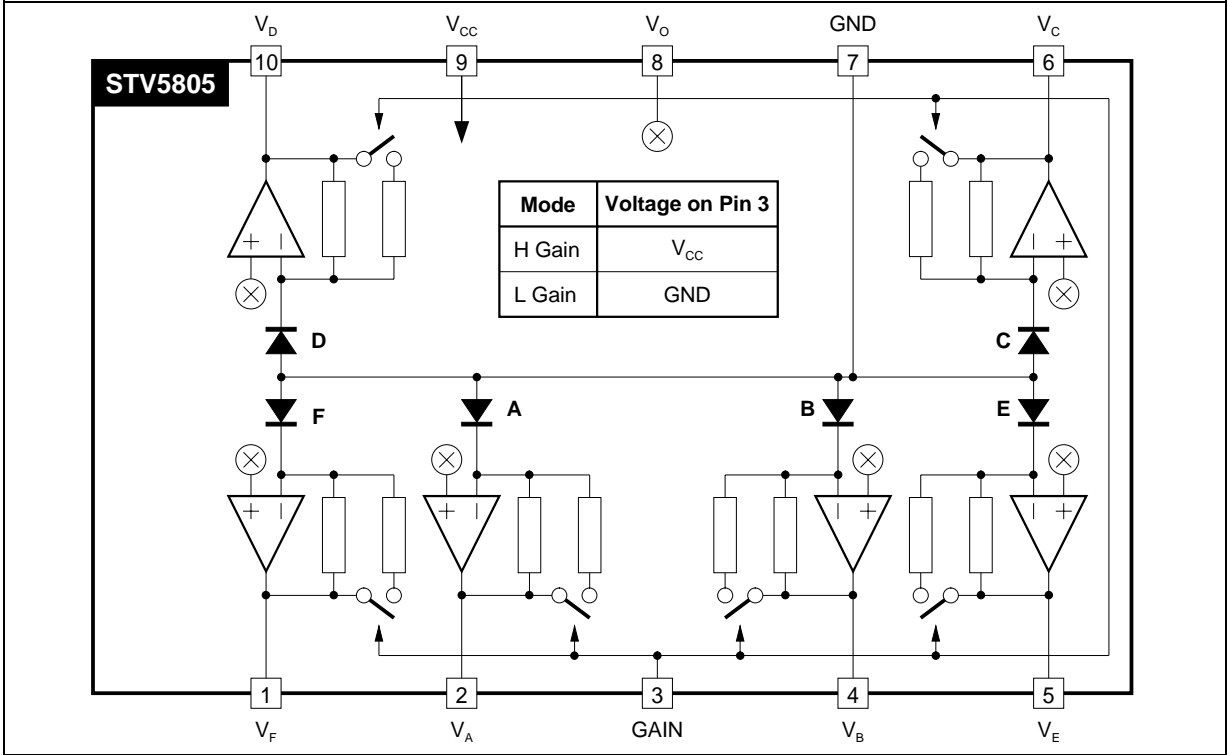 V_D V_CC V_O GND V_C
10 9 8 7 6
STV5805
Mode Voltage on Pin 3
H Gain V_CC
L Gain GND
+ − − +
D C
F A B E
+ − + − − + − +
1 2 3 4 5
V_F V_A GAIN V_B V_E